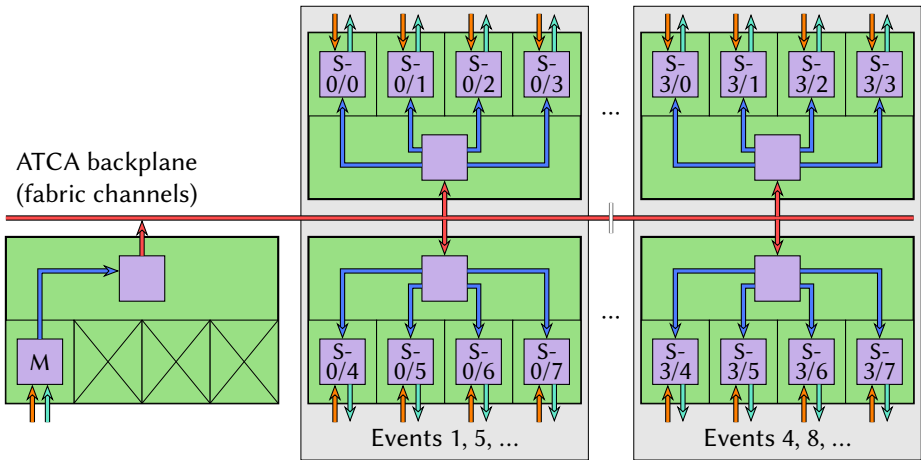 S-
0/0
S-
0/1
S-
0/2
S-
0/3
S-
3/0
S-
3/1
S-
3/2
S-
3/3
...
ATCA backplane
(fabric channels)
...
M
S-
0/4
S-
0/5
S-
0/6
S-
0/7
S-
3/4
S-
3/5
S-
3/6
S-
3/7
Events 1, 5, ...
Events 4, 8, ...